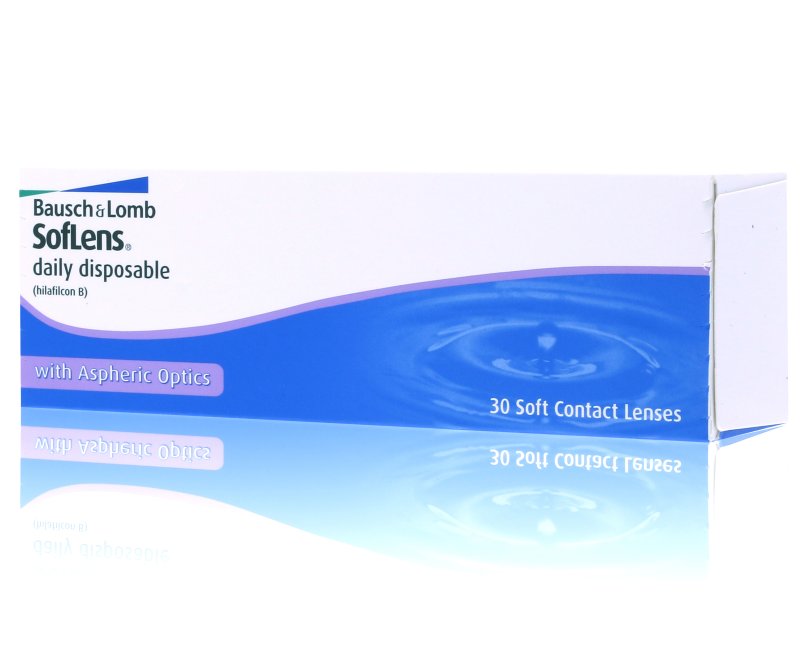 Bausch & Lomb
SofLens®
daily disposable
(hilafilcon B)
with Aspheric Optics
30 Soft Contact Lenses